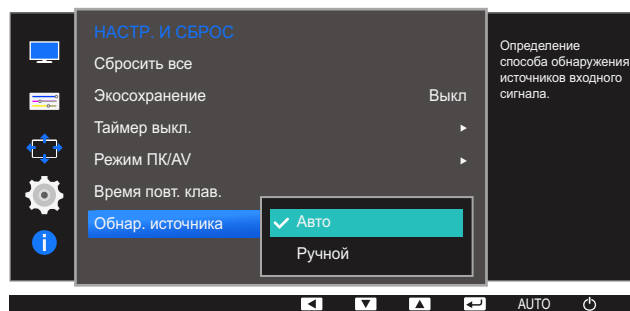 НАСТР. И СБРОС
Сбросить все
Экосохранение Выкл
Таймер выкл.
Режим ПК/AV
Время повт. клав.
Обнар. источника
Авто
Ручной
Определение
способа обнаружения
источников входного
сигнала.
AUTO